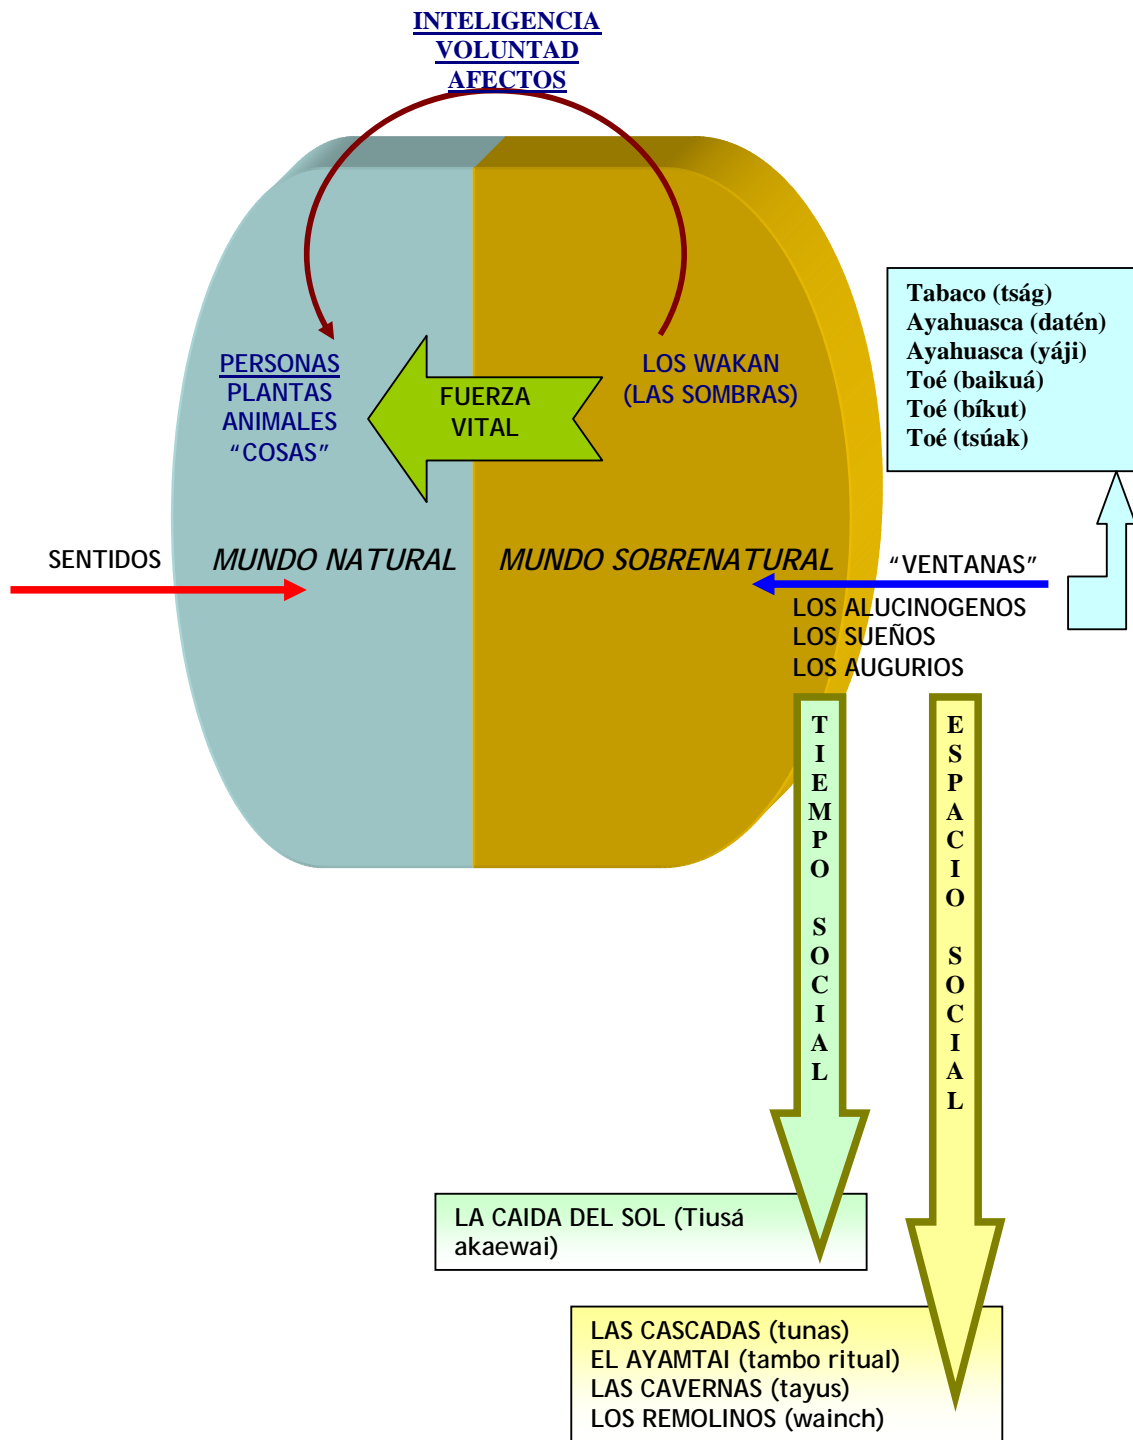 INTELIGENCIA
VOLUNTAD
AFECTOS
PERSONAS
PLANTAS
ANIMALES
“COSAS”
FUERZA
VITAL
LOS WAKAN
(LAS SOMBRAS)
Tabaco (tság)
Ayahuasca (datén)
Ayahuasca (yáji)
Toé (baikuá)
Toé (bíkut)
Toé (tsúak)
SENTIDOS
MUNDO NATURAL
MUNDO SOBRENATURAL
“VENTANAS”
LOS ALUCINOGENOS
LOS SUEÑOS
LOS AUGURIOS
TIEMPO SOCIAL
ESPACIO SOCIAL
LA CAIDA DEL SOL (Tiusá
akaewai)
LAS CASCADAS (tunas)
EL AYAMTAI (tambo ritual)
LAS CAVERNAS (tayus)
LOS REMOLINOS (wainch)